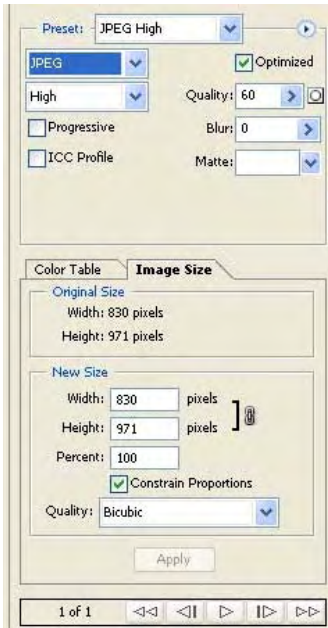 Preset: JPEG High
JPEG Optimized
High Quality: 60
Progressive Blur: 0
ICC Profile Matte:
Color Table Image Size
Original Size
Width: 830 pixels
Height: 971 pixels
New Size
Width: 830 pixels
Height: 971 pixels
Percent: 100
Constrain Proportions
Quality: Bicubic
Apply
1 of 1